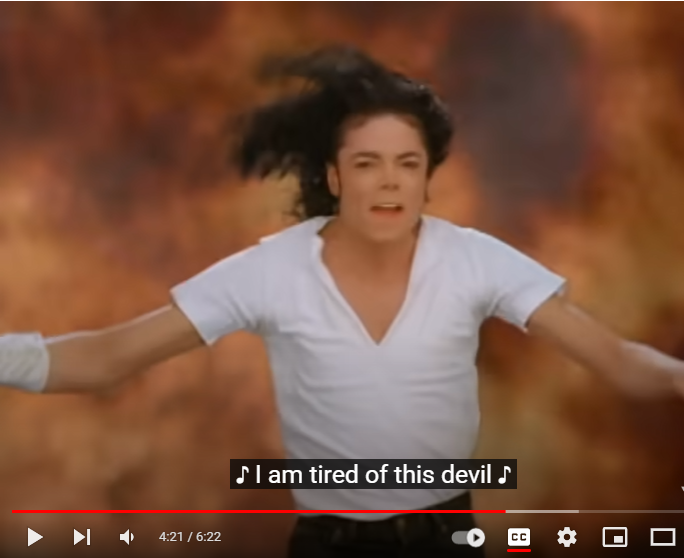 ♪ I am tired of this devil ♪
4:21 / 6:22
CC